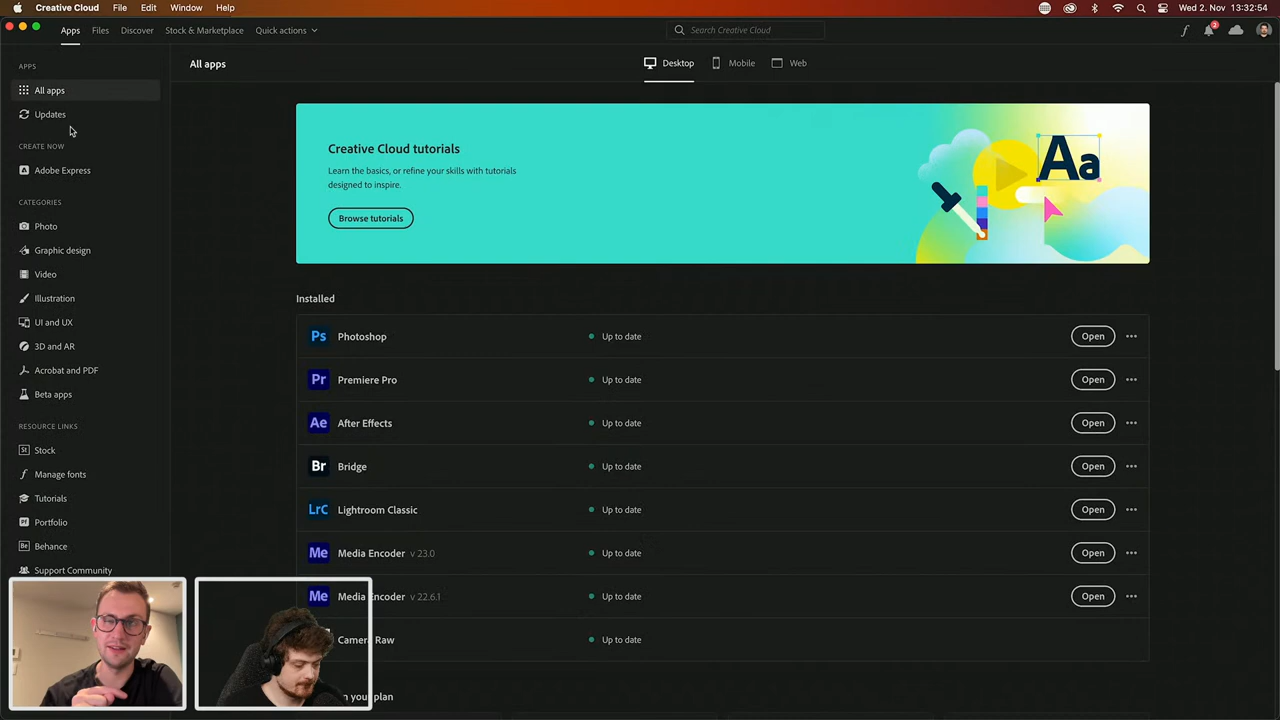 Creative Cloud File Edit Window Help Wed 2. Nov 13:32:54
Apps Files Discover Stock & Marketplace Quick actions Search Creative Cloud 2
APPS
All apps
Updates
CREATE NOW
Adobe Express
CATEGORIES
Photo
Graphic design
Video
Illustration
UI and UX
3D and AR
Acrobat and PDF
Beta apps
RESOURCE LINKS
St Stock
Manage fonts
Tutorials
Pf Portfolio
Be Behance
Support Community
All apps Desktop Mobile Web
Creative Cloud tutorials
Learn the basics, or refine your skills with tutorials
designed to inspire.
Browse tutorials
Aa
Installed
Ps Photoshop Up to date Open
Pr Premiere Pro Up to date Open
Ae After Effects Up to date Open
Br Bridge Up to date Open
LrC Lightroom Classic Up to date Open
Me Media Encoder v 23.0 Up to date Open
Me Media Encoder v 22.6.1 Up to date Open
Camera Raw Up to date
n your plan